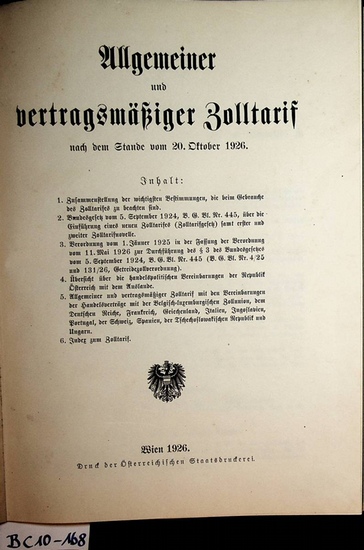 Allgemeiner
und
vertragsmäßiger Zolltarif
nach dem Stande vom 20. Oktober 1926.
Inhalt:
1. Zusammenstellung der wichtigsten Bestimmungen, die beim Gebrauche
des Zolltarifes zu beachten sind.
2. Bundesgesetz vom 5. September 1924, B. G. Bl. Nr. 445, über die
Einführung eines neuen Zolltarifes (Zolltarifgesetz) samt erster und
zweiter Zolltarifnovelle.
3. Verordnung vom 1. Jänner 1925 in der Fassung der Verordnung
vom 11. Mai 1926 zur Durchführung des § 3 des Bundesgesetzes
vom 5. September 1924, B. G. Bl. Nr. 445 (B. G. Bl. Nr. 4/25
und 131/26, Getreidezollverordnung).
4. Übersicht über die handelspolitischen Vereinbarungen der Republik
Österreich mit dem Auslande.
5. Allgemeiner und vertragsmäßiger Zolltarif mit den Vereinbarungen
der Handelsverträge mit der Belgisch-luxemburgischen Zollunion, dem
Deutschen Reiche, Frankreich, Griechenland, Italien, Jugoslavien,
Portugal, der Schweiz, Spanien, der Tschechoslowakischen Republik und
Ungarn.
6. Index zum Zolltarif.
Wien 1926.
Druck der Österreichischen Staatsdruckerei.
BC10-168